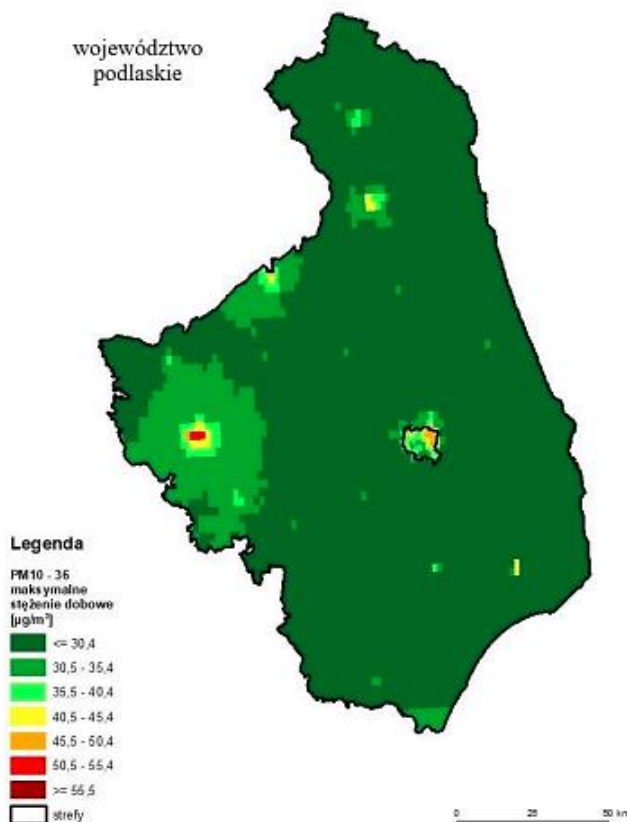 województwo
podlaskie
Legenda
PM10 - 36
maksymalne
stężenie dobowe
[µg/m³]
<= 30,4
30,5 - 35,4
35,5 - 40,4
40,5 - 45,4
45,5 - 50,4
50,5 - 55,4
>= 55,5
strefy
0 25 50 km